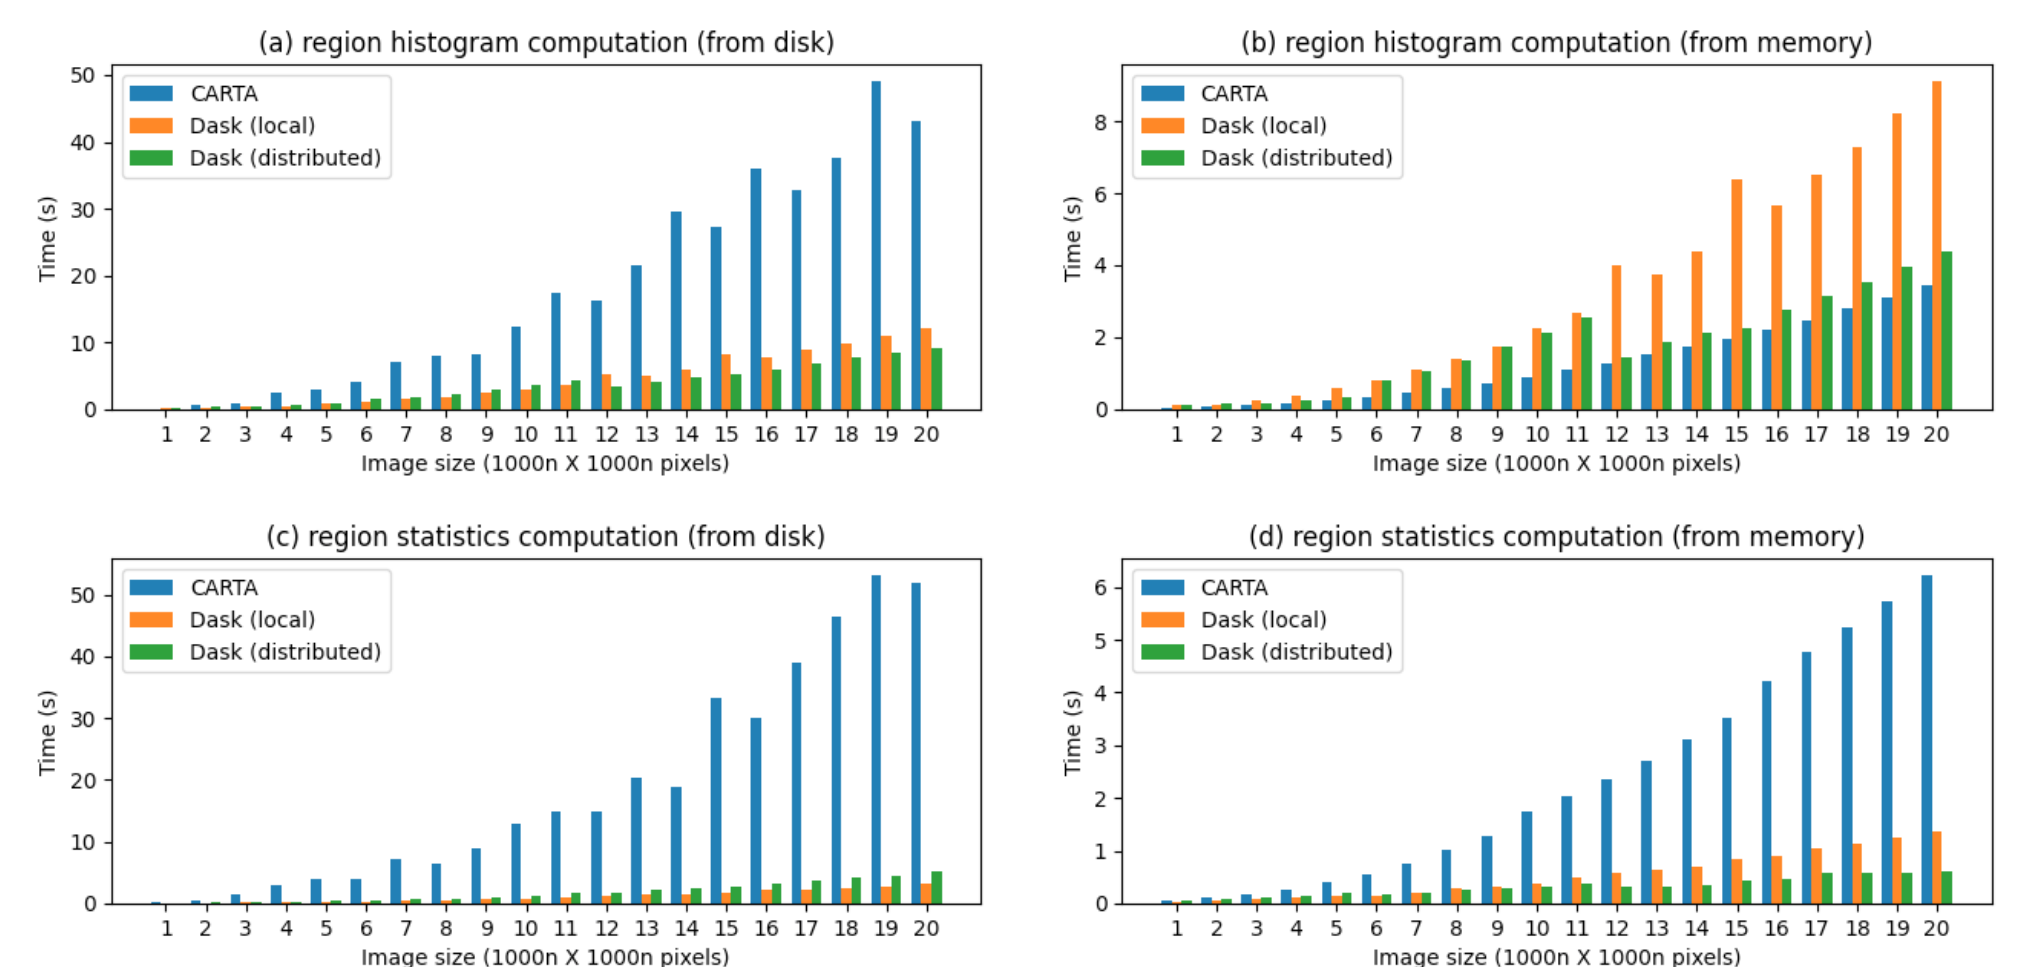 (a) region histogram computation (from disk)
50
40
30
20
10
0
Time (s)
CARTA
Dask (local)
Dask (distributed)
1 2 3 4 5 6 7 8 9 10 11 12 13 14 15 16 17 18 19 20
Image size (1000n X 1000n pixels)
(b) region histogram computation (from memory)
8
6
4
2
0
Time (s)
CARTA
Dask (local)
Dask (distributed)
1 2 3 4 5 6 7 8 9 10 11 12 13 14 15 16 17 18 19 20
Image size (1000n X 1000n pixels)
(c) region statistics computation (from disk)
50
40
30
20
10
0
Time (s)
CARTA
Dask (local)
Dask (distributed)
1 2 3 4 5 6 7 8 9 10 11 12 13 14 15 16 17 18 19 20
Image size (1000n X 1000n pixels)
(d) region statistics computation (from memory)
6
5
4
3
2
1
0
Time (s)
CARTA
Dask (local)
Dask (distributed)
1 2 3 4 5 6 7 8 9 10 11 12 13 14 15 16 17 18 19 20
Image size (1000n X 1000n pixels)